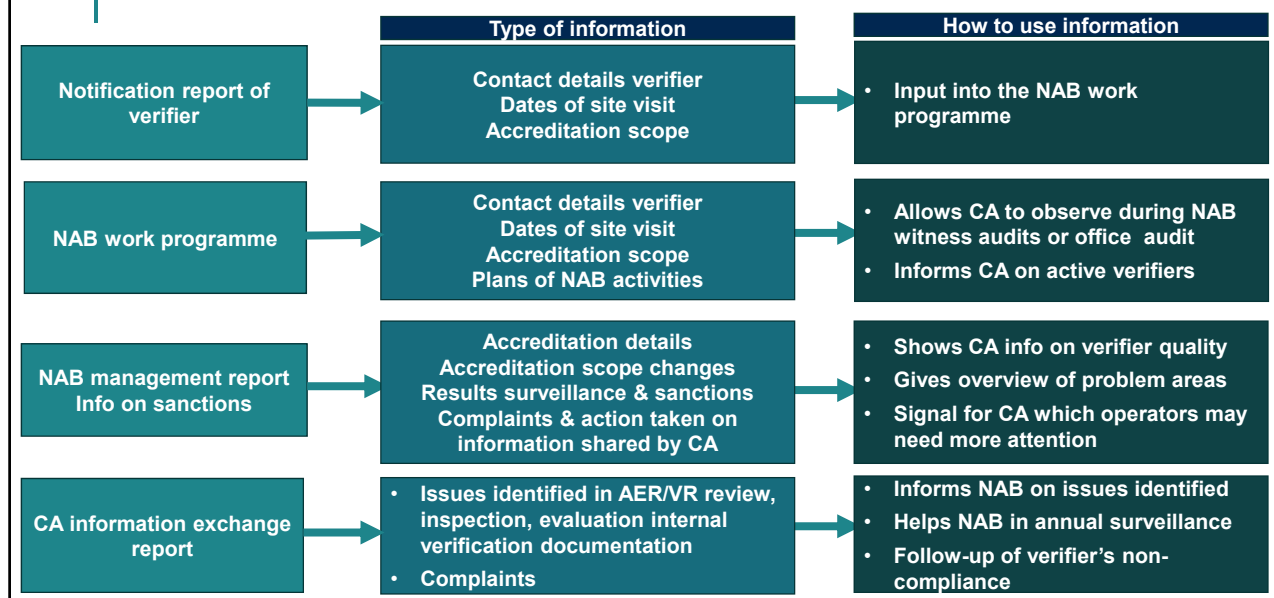 Type of information
How to use information
Notification report of
verifier
Contact details verifier
Dates of site visit
Accreditation scope
• Input into the NAB work
programme
NAB work programme
Contact details verifier
Dates of site visit
Accreditation scope
Plans of NAB activities
• Allows CA to observe during NAB
witness audits or office audit
• Informs CA on active verifiers
NAB management report
Info on sanctions
Accreditation details
Accreditation scope changes
Results surveillance & sanctions
Complaints & action taken on
information shared by CA
• Shows CA info on verifier quality
• Gives overview of problem areas
• Signal for CA which operators may
need more attention
CA information exchange
report
• Issues identified in AER/VR review,
inspection, evaluation internal
verification documentation
• Complaints
• Informs NAB on issues identified
• Helps NAB in annual surveillance
• Follow-up of verifier's non-
compliance